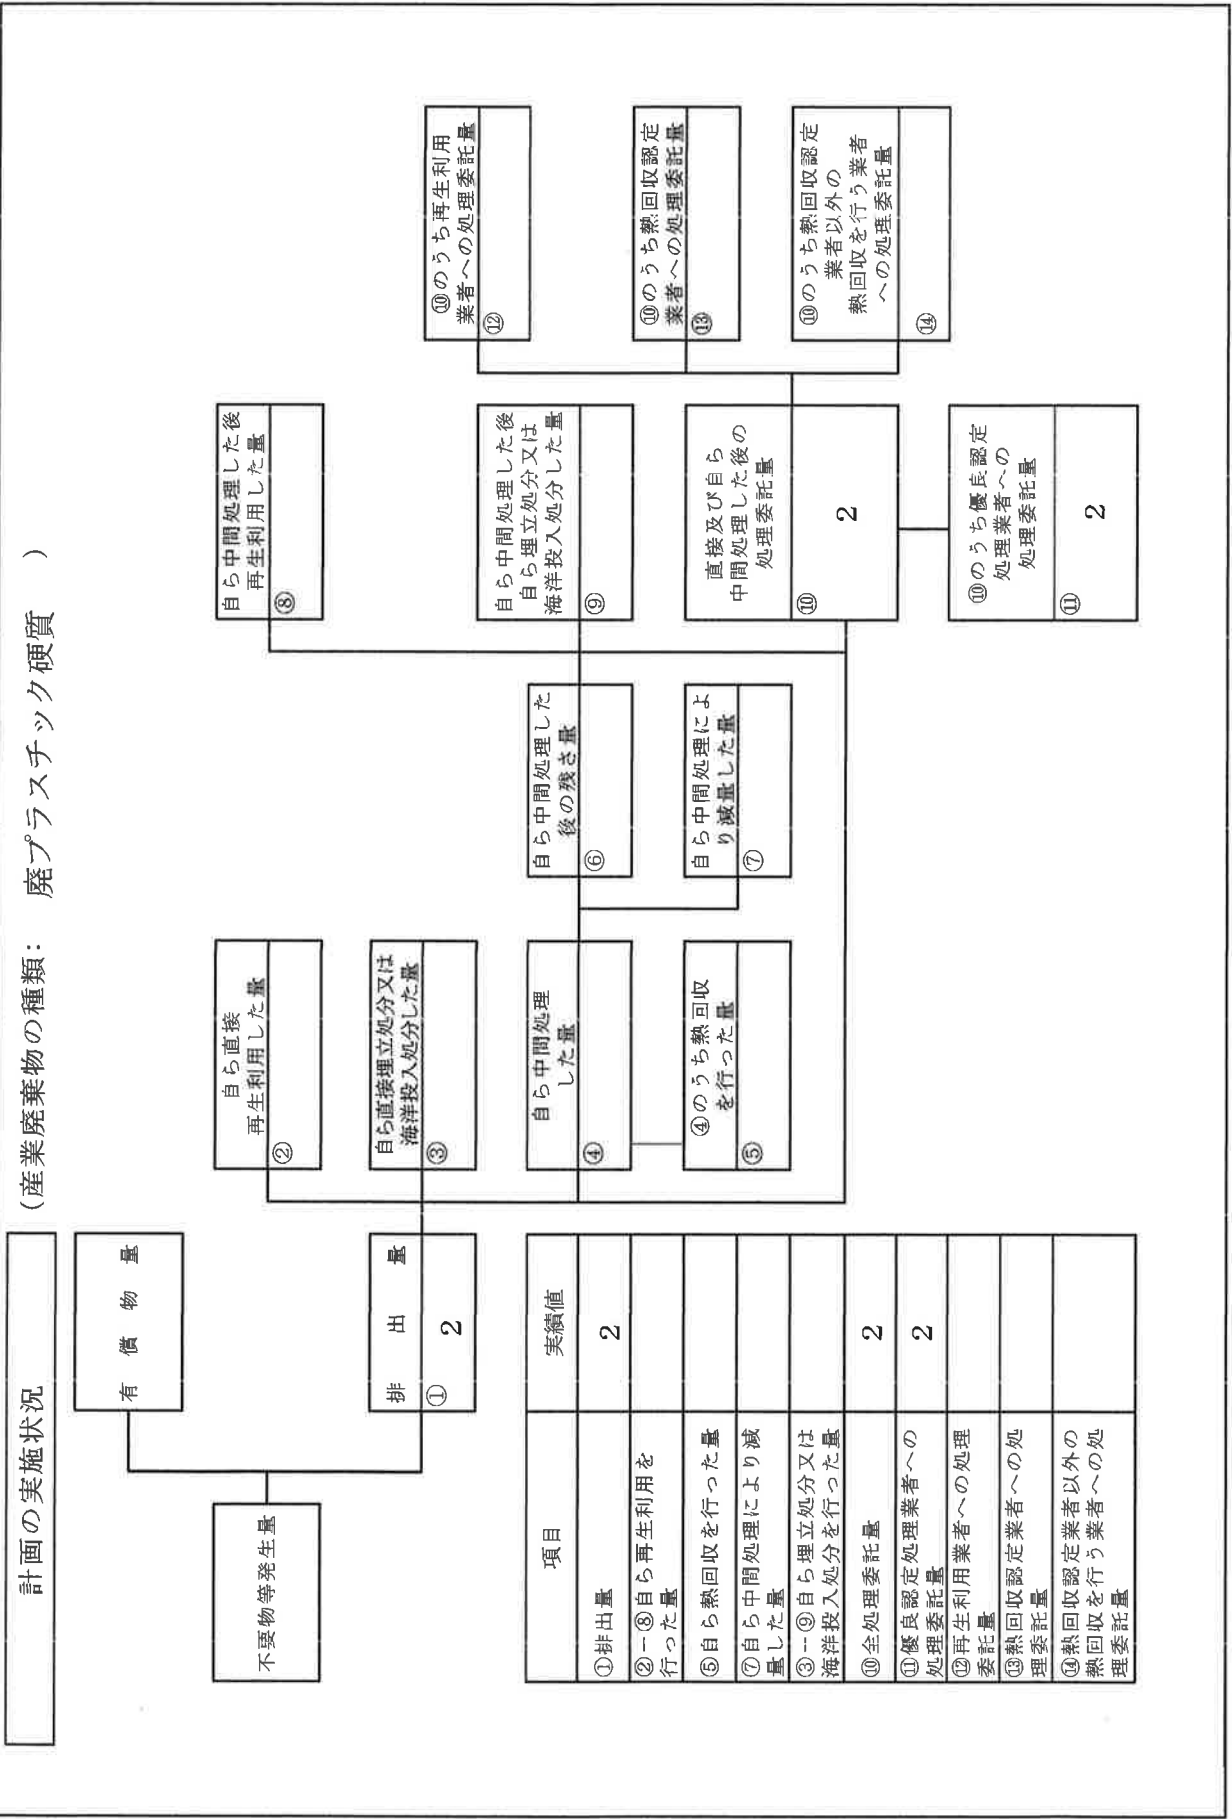 計画の実施状況
(産業廃棄物の種類: 廃プラスチック硬質 )
不要物等発生量
有償物量
排出量
① 2
自ら直接
再生利用した量
②
自ら直接埋立処分又は
海洋投入処分した量
③
自ら中間処理
した量
④
④のうち熱回収
を行った量
⑤
自ら中間処理した
後の残さ量
⑥
自ら中間処理によ
り減量した量
⑦
自ら中間処理した後
再生利用した量
⑧
自ら中間処理した後
自ら埋立処分又は
海洋投入処分した量
⑨
直接及び自ら
中間処理した後の
処理委託量
⑩ 2
⑩のうち優良認定
処理業者への
処理委託量
⑪ 2
⑩のうち再生利用
業者への処理委託量
⑫
⑩のうち熱回収認定
業者への処理委託量
⑬
⑩のうち熱回収認定
業者以外の
熱回収を行う業者
への処理委託量
⑭
項目 実績値
①排出量 2
②ー⑧自ら再生利用を
行った量
⑤自ら熱回収を行った量
⑦自ら中間処理により減
量した量
③ー⑨自ら埋立処分又は
海洋投入処分を行った量
⑩全処理委託量 2
⑪優良認定処理業者への
処理委託量 2
⑫再生利用業者への処理
委託量
⑬熱回収認定業者への処
理委託量
⑭熱回収認定業者以外の
熱回収を行う業者への処
理委託量